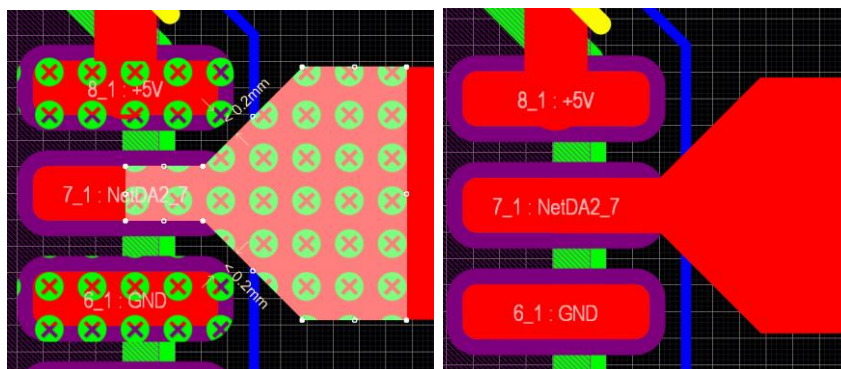 8_1 : +5V
<0.2mm
7_1 : NetDA2_7
<0.2mm
6_1 : GND
8_1 : +5V
7_1 : NetDA2_7
6_1 : GND